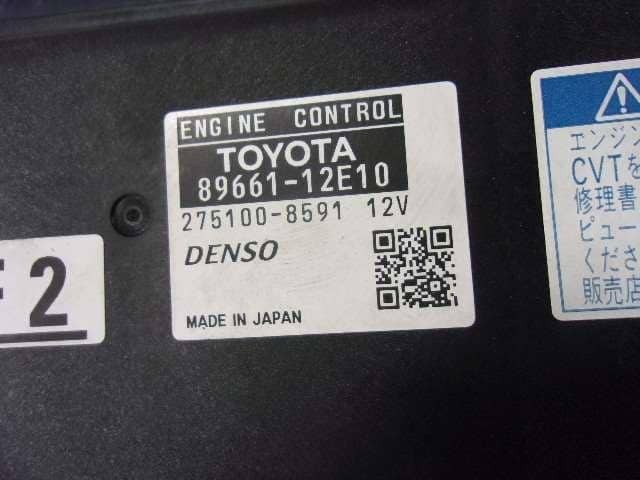 ENGINE CONTROL
TOYOTA
89661-12E10
275100-8591 12V
DENSO
MADE IN JAPAN
2
エンジン
CVTを
修理書
ピュー
くださ
販売店